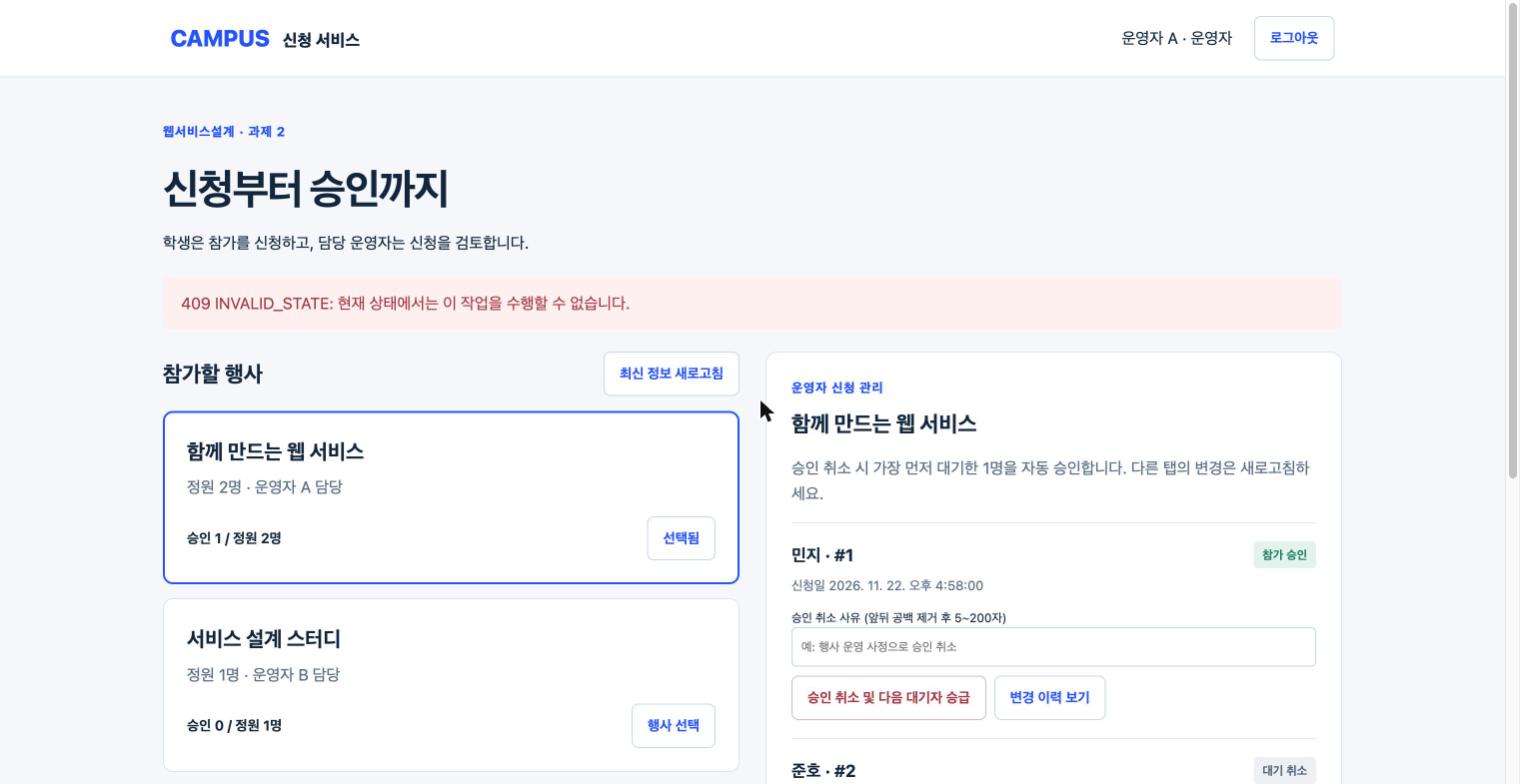 CAMPUS 신청 서비스
운영자 A · 운영자
로그아웃
웹서비스설계 · 과제 2
신청부터 승인까지
학생은 참가를 신청하고, 담당 운영자는 신청을 검토합니다.
409 INVALID_STATE: 현재 상태에서는 이 작업을 수행할 수 없습니다.
참가할 행사
최신 정보 새로고침
함께 만드는 웹 서비스
정원 2명 · 운영자 A 담당
승인 1 / 정원 2명
선택됨
서비스 설계 스터디
정원 1명 · 운영자 B 담당
승인 0 / 정원 1명
행사 선택
운영자 신청 관리
함께 만드는 웹 서비스
승인 취소 시 가장 먼저 대기한 1명을 자동 승인합니다. 다른 탭의 변경은 새로고침하
세요.
민지 · #1
참가 승인
신청일 2026. 11. 22. 오후 4:58:00
승인 취소 사유 (앞뒤 공백 제거 후 5~200자)
예: 행사 운영 사정으로 승인 취소
승인 취소 및 다음 대기자 승급
변경 이력 보기
준호 · #2
대기 취소